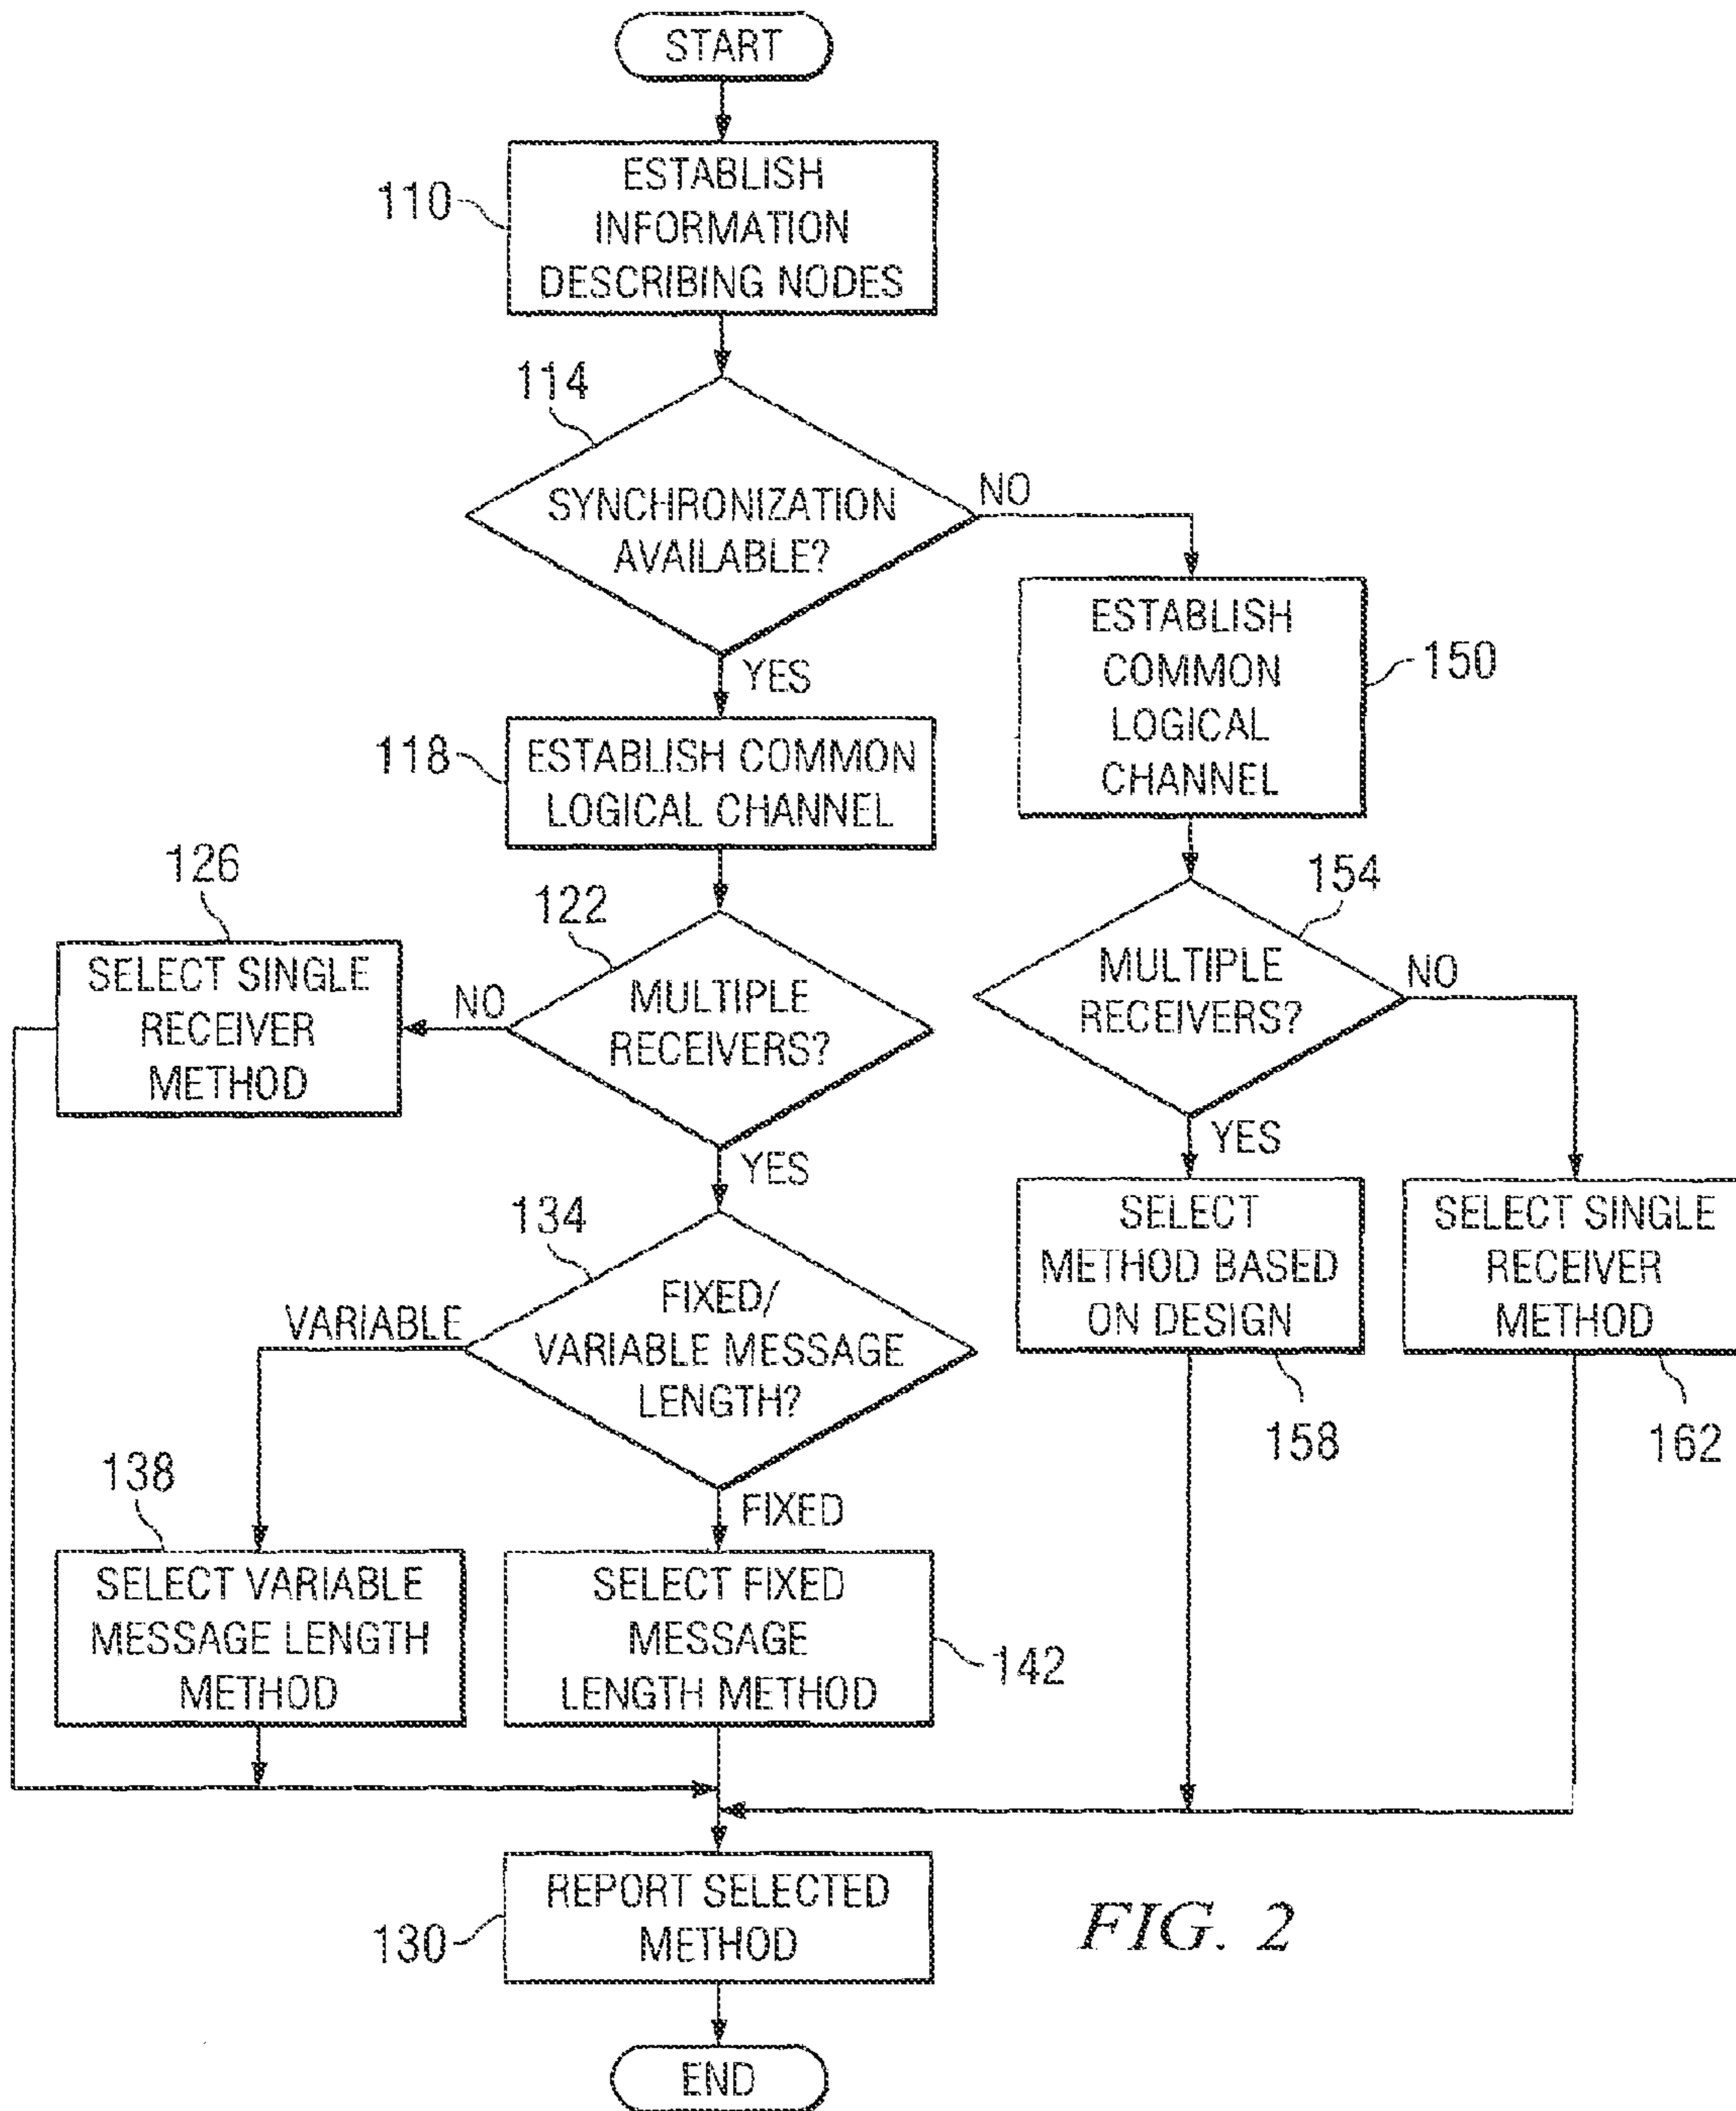 START
110
ESTABLISH
INFORMATION
DESCRIBING NODES
114
SYNCHRONIZATION
AVAILABLE?
NO
YES
ESTABLISH
COMMON
LOGICAL
CHANNEL
150
118
ESTABLISH COMMON
LOGICAL CHANNEL
126
SELECT SINGLE
RECEIVER
METHOD
122
NO
MULTIPLE
RECEIVERS?
YES
154
MULTIPLE
RECEIVERS?
NO
YES
134
VARIABLE
FIXED/
VARIABLE MESSAGE
LENGTH?
FIXED
SELECT
METHOD BASED
ON DESIGN
158
SELECT SINGLE
RECEIVER
METHOD
162
138
SELECT VARIABLE
MESSAGE LENGTH
METHOD
SELECT FIXED
MESSAGE
LENGTH METHOD
142
130
REPORT SELECTED
METHOD
FIG. 2
END